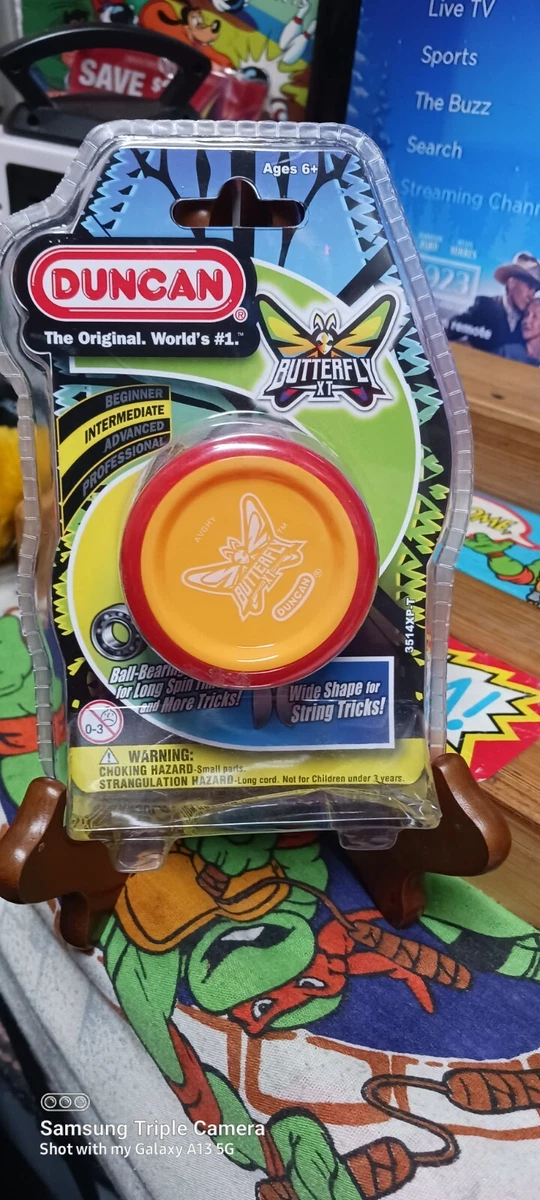 Live TV
Sports
The Buzz
Search
Streaming Chann
SAVE $
Ages 6+
DUNCAN®
The Original. World's #1.™
BUTTERFLY
XT
BEGINNER
INTERMEDIATE
ADVANCED
PROFESSIONAL
BUTTERFLY™
XT
DUNCAN®
3514XP-T
Ball-Bearing
for Long Spin
and More Tricks!
Wide Shape for
String Tricks!
0-3
WARNING:
CHOKING HAZARD-Small parts.
STRANGULATION HAZARD-Long cord. Not for Children under 3 years.
remote
Samsung Triple Camera
Shot with my Galaxy A13 5G